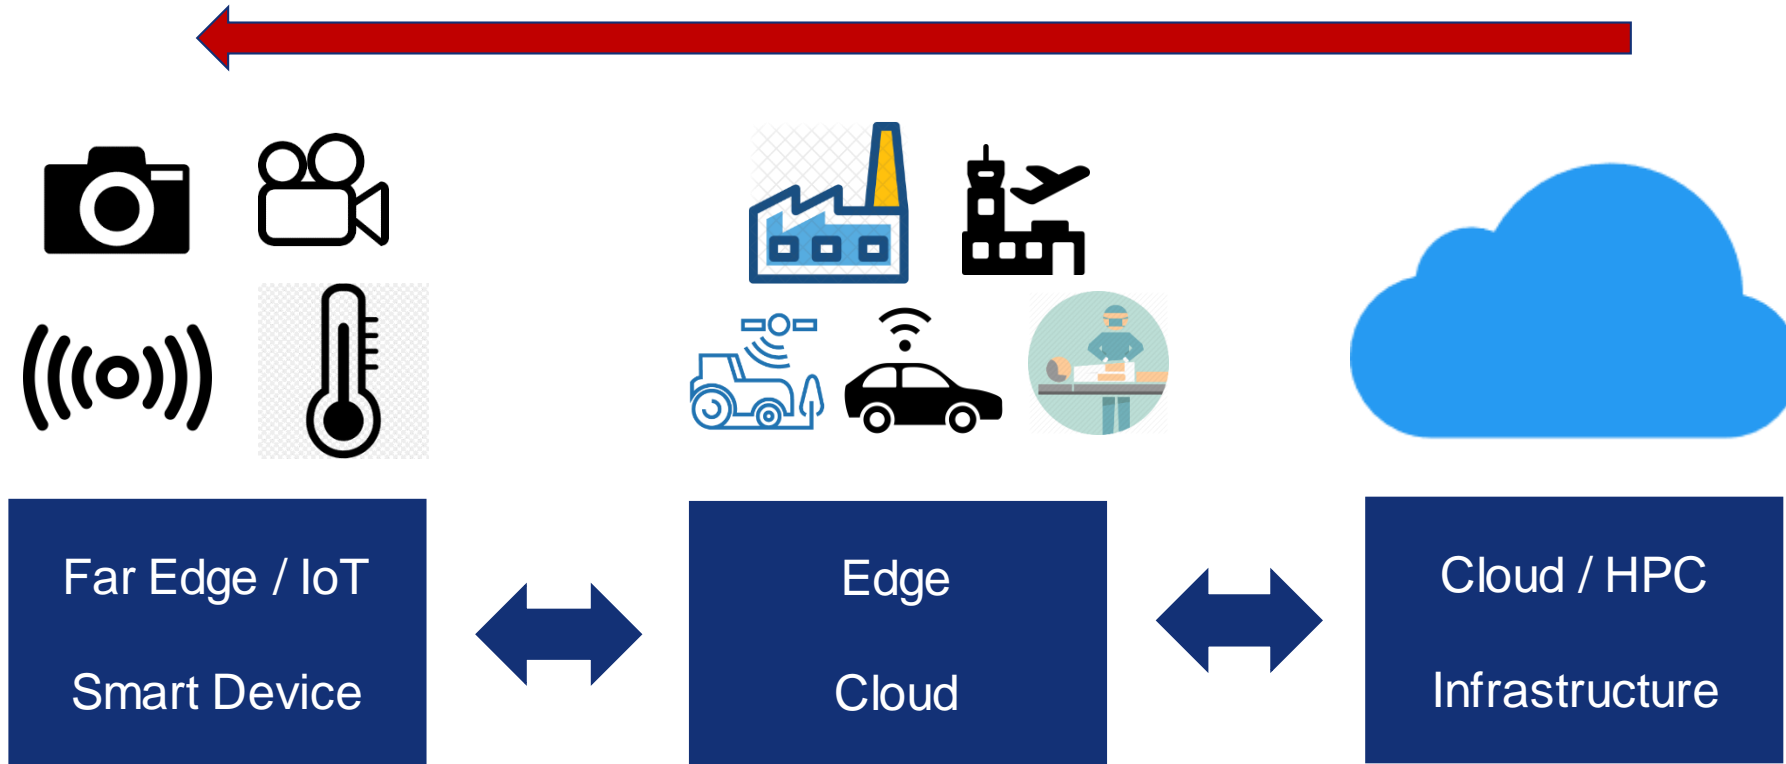 Far Edge / IoT
Smart Device
Edge
Cloud
Cloud / HPC
Infrastructure